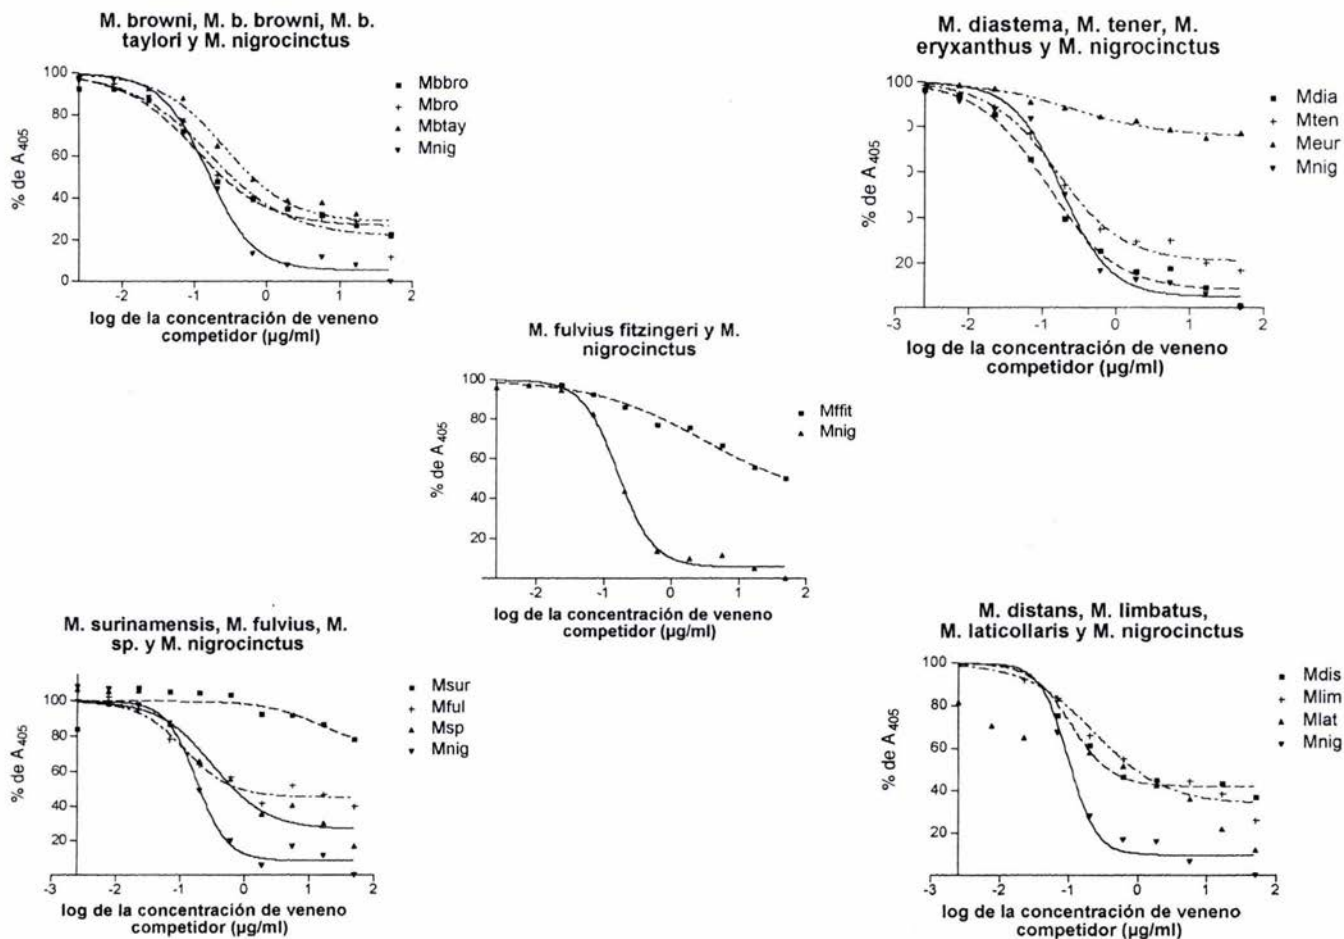 M. browni, M. b. browni, M. b.
taylori y M. nigrocinctus
100
80
60
40
20
0
% de A405
-2
-1
0
1
2
log de la concentración de veneno
competidor (µg/ml)
Mbbro
Mbro
Mbtay
Mnig
M. diastema, M. tener, M.
eryxanthus y M. nigrocinctus
100
0
0
0
20
% de A405
-3
-2
-1
0
1
2
log de la concentración de veneno
competidor (µg/ml)
Mdia
Mten
Meur
Mnig
M. fulvius fitzingeri y M.
nigrocinctus
100
80
60
40
20
% de A405
-2
-1
0
1
2
log de la concentración de veneno
competidor (µg/ml)
Mffit
Mnig
M. surinamensis, M. fulvius, M.
sp. y M. nigrocinctus
100
80
60
40
20
% de A405
-3
-2
-1
0
1
2
log de la concentración de veneno
competidor (µg/ml)
Msur
Mful
Msp
Mnig
M. distans, M. limbatus,
M. laticollaris y M. nigrocinctus
100
80
60
40
20
% de A405
-3
-2
-1
0
1
2
log de la concentración de veneno
competidor (µg/ml)
Mdis
Mlim
Mlat
Mnig